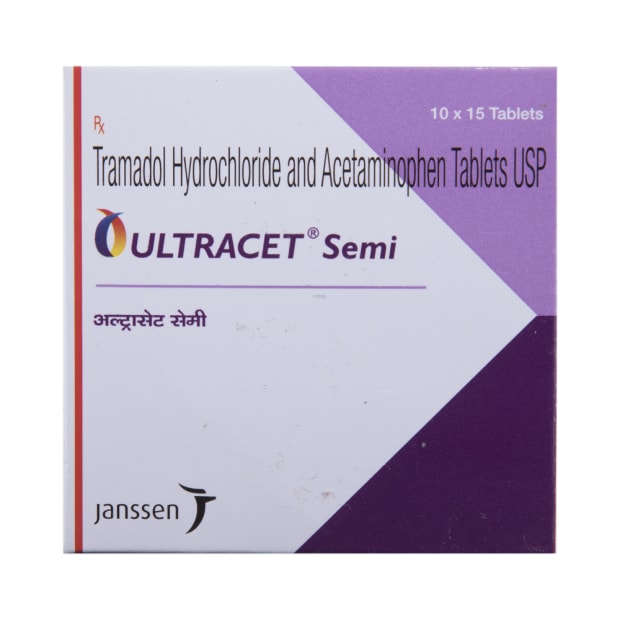 10 x 15 Tablets
Rx
Tramadol Hydrochloride and Acetaminophen Tablets USP
ULTRACET® Semi
अल्ट्रासेट सेमी
janssen